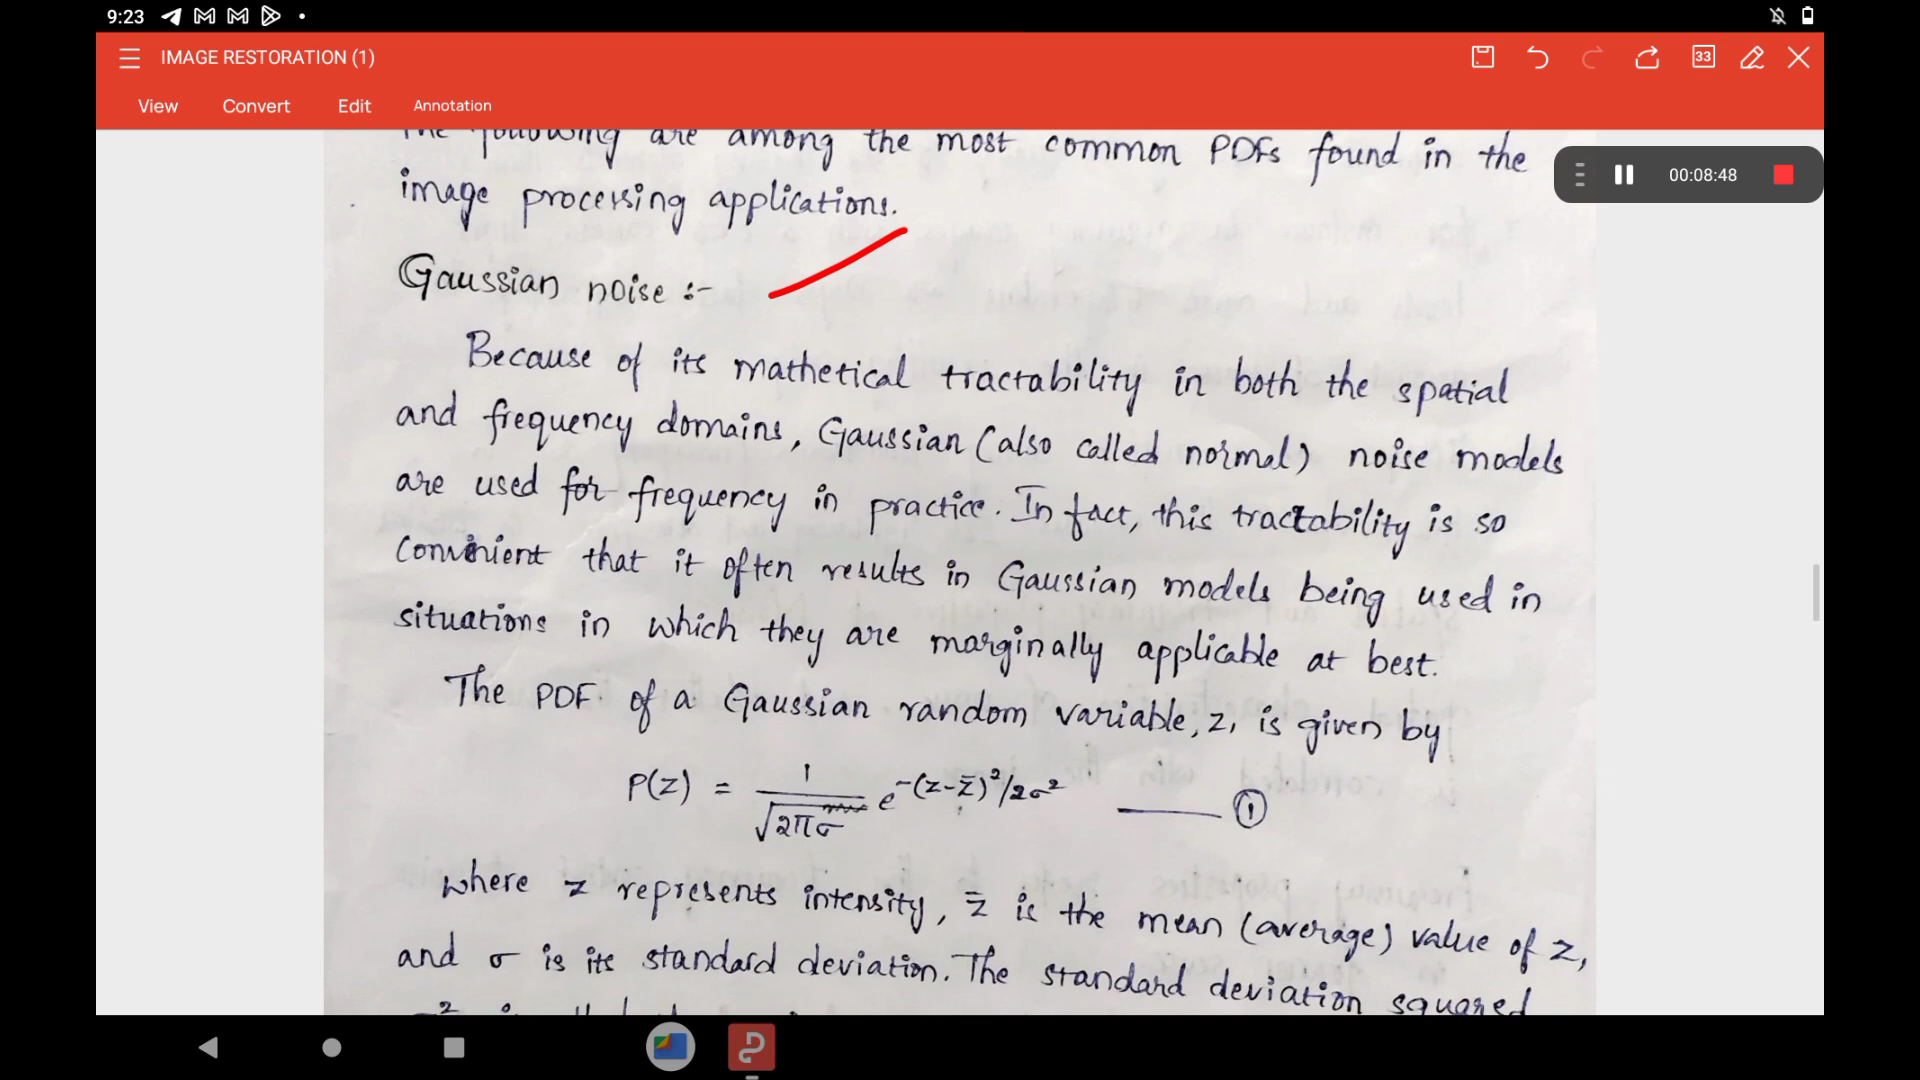 9:23
IMAGE RESTORATION (1)
33
View Convert Edit Annotation
The following are among the most common PDFs found in the
image processing applications.
00:08:48
Gaussian noise :-
Because of its mathetical tractability in both the spatial
and frequency domains, Gaussian (also called normal) noise models
are used for frequency in practice. In fact, this tractability is so
convinient that it often results in Gaussian models being used in
situations in which they are marginally applicable at best.
The PDF of a Gaussian random variable, z, is given by
P(z) = 1/√2πσ e^-(z-z̄)²/2σ² —— ①
where z represents intensity, z̄ is the mean (average) value of z,
and σ is its standard deviation. The standard deviation squared